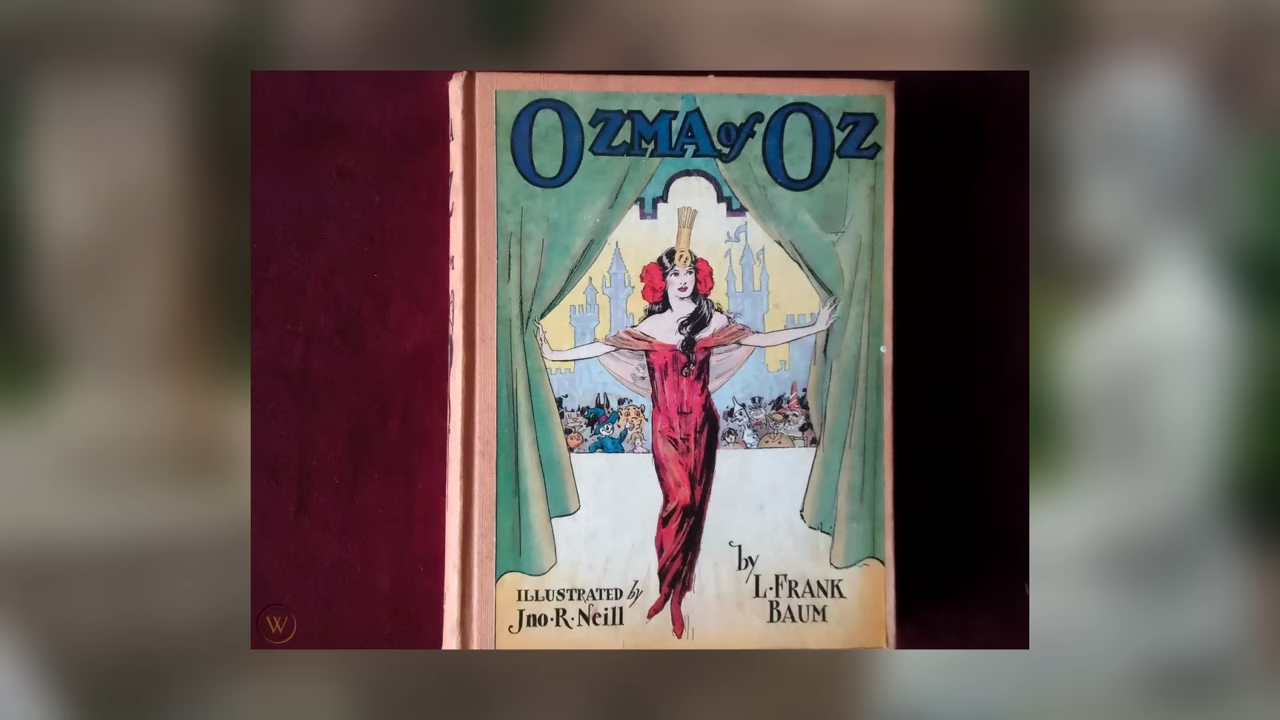 Ozma of Oz
by
L. Frank
Baum
Illustrated by
Jno. R. Neill
W